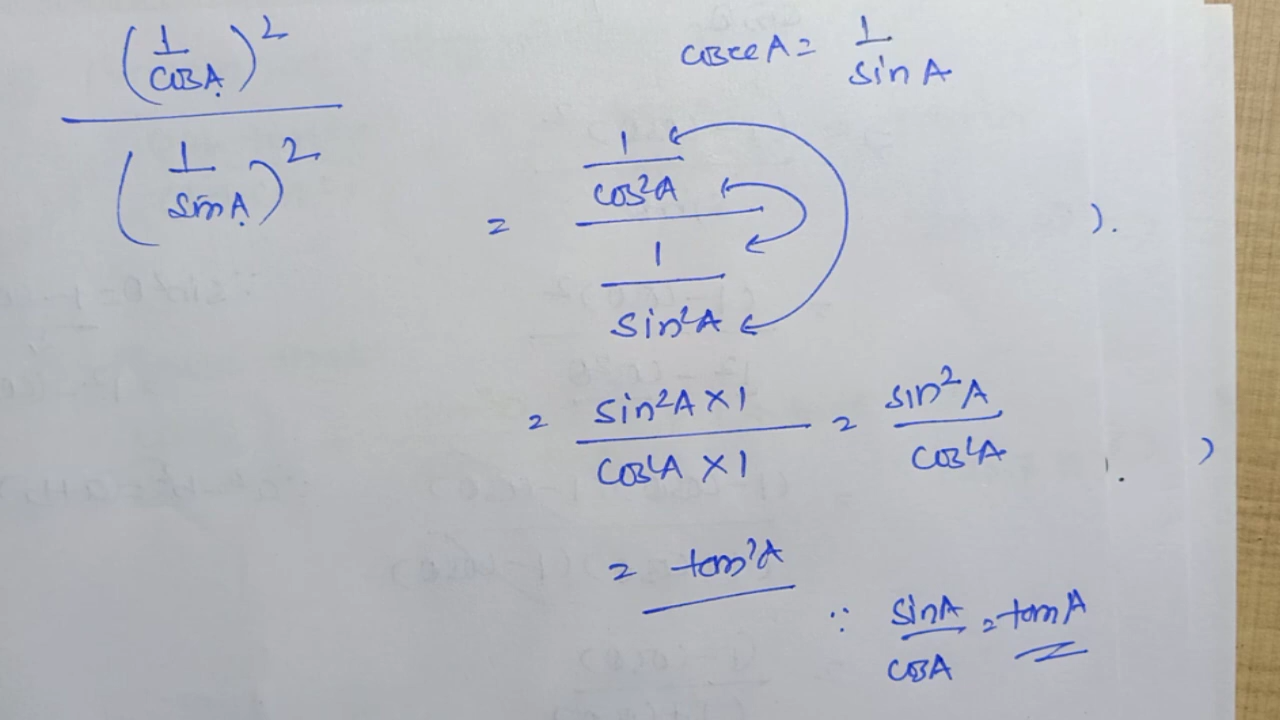 (1/cosA)² / (1/sinA)²
cosecA = 1/sinA
= 1/cos²A / 1/sin²A
= sin²A×1 / cos²A×1 = sin²A / cos²A
= tan²A
∵ sinA/cosA = tanA